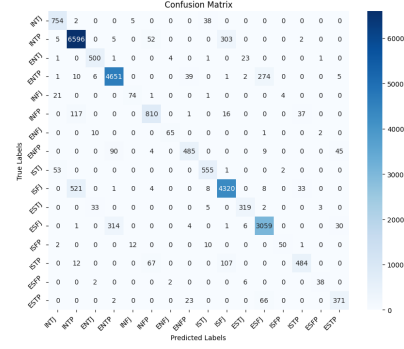 Confusion Matrix
INTJ 754 2 0 0 5 0 0 0 38 0 0 0 0 0 0 0
INTP 5 6596 0 5 0 52 0 0 0 303 0 0 0 2 0 0
ENTJ 1 0 500 1 0 0 4 0 1 0 23 0 0 0 1 0
ENTP 1 10 6 4651 0 0 0 39 0 1 2 274 0 0 0 5
INFJ 21 0 0 0 74 1 0 0 1 0 0 0 4 0 0 0
INFP 0 117 0 0 0 810 0 1 0 16 0 0 0 37 0 0
ENFJ 0 0 10 0 0 0 65 0 0 0 0 1 0 0 2 0
ENFP 0 0 0 90 0 4 0 485 0 0 0 9 0 0 0 45
ISTJ 53 0 0 0 0 0 0 0 555 1 0 0 2 0 0 0
ISFJ 0 521 0 1 0 4 0 0 8 4320 0 8 0 33 0 0
ESTJ 0 0 33 0 0 0 0 0 5 0 319 2 0 0 3 0
ESFJ 0 1 0 314 0 0 0 4 0 1 6 3059 0 0 0 30
ISFP 2 0 0 0 12 0 0 0 10 0 0 0 50 1 0 0
ISTP 0 12 0 0 0 67 0 0 0 107 0 0 0 484 0 0
ESFP 0 0 2 0 0 0 2 0 0 0 6 0 0 0 38 0
ESTP 0 0 0 2 0 0 0 23 0 0 0 66 0 0 0 371
INTJ INTP ENTJ ENTP INFJ INFP ENFJ ENFP ISTJ ISFJ ESTJ ESFJ ISFP ISTP ESFP ESTP
Predicted Labels
True Labels
6000
5000
4000
3000
2000
1000
0